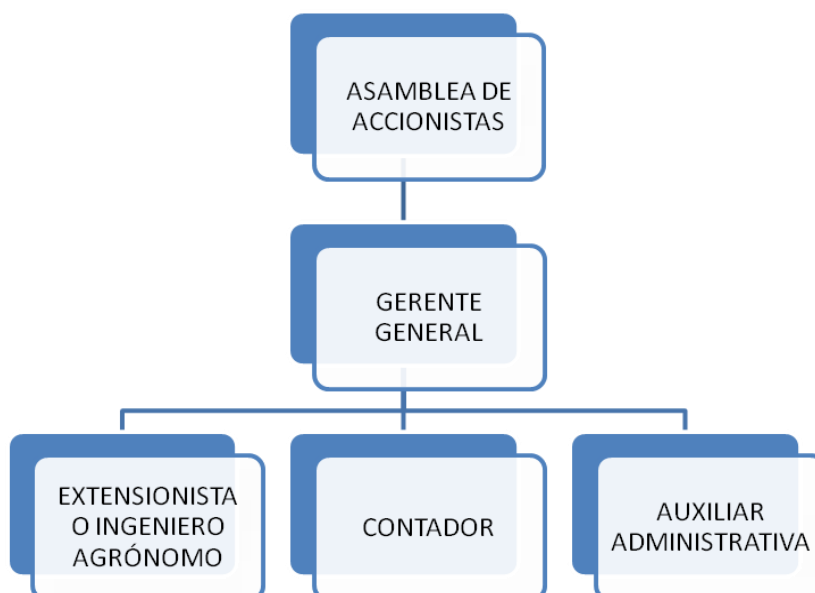 ASAMBLEA DE
ACCIONISTAS
GERENTE
GENERAL
EXTENSIONISTA
O INGENIERO
AGRÓNOMO
CONTADOR
AUXILIAR
ADMINISTRATIVA